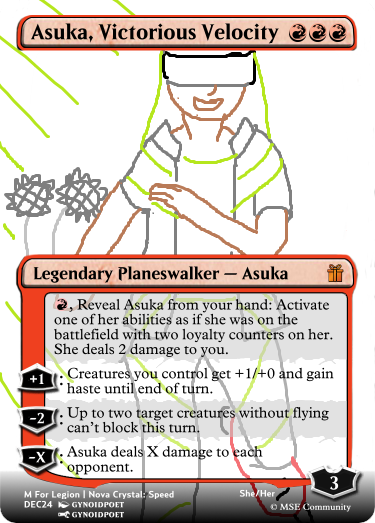 Asuka, Victorious Velocity
Legendary Planeswalker — Asuka
, Reveal Asuka from your hand: Activate
one of her abilities as if she was on the
battlefield with two loyalty counters on her.
She deals 2 damage to you.
+1 : Creatures you control get +1/+0 and gain
haste until end of turn.
-2 : Up to two target creatures without flying
can't block this turn.
-X : Asuka deals X damage to each
opponent.
3
M For Legion | Nova Crystal: Speed
She/Her
DEC24 GYNOIDPOET
© MSE Community
GYNOIDPOET